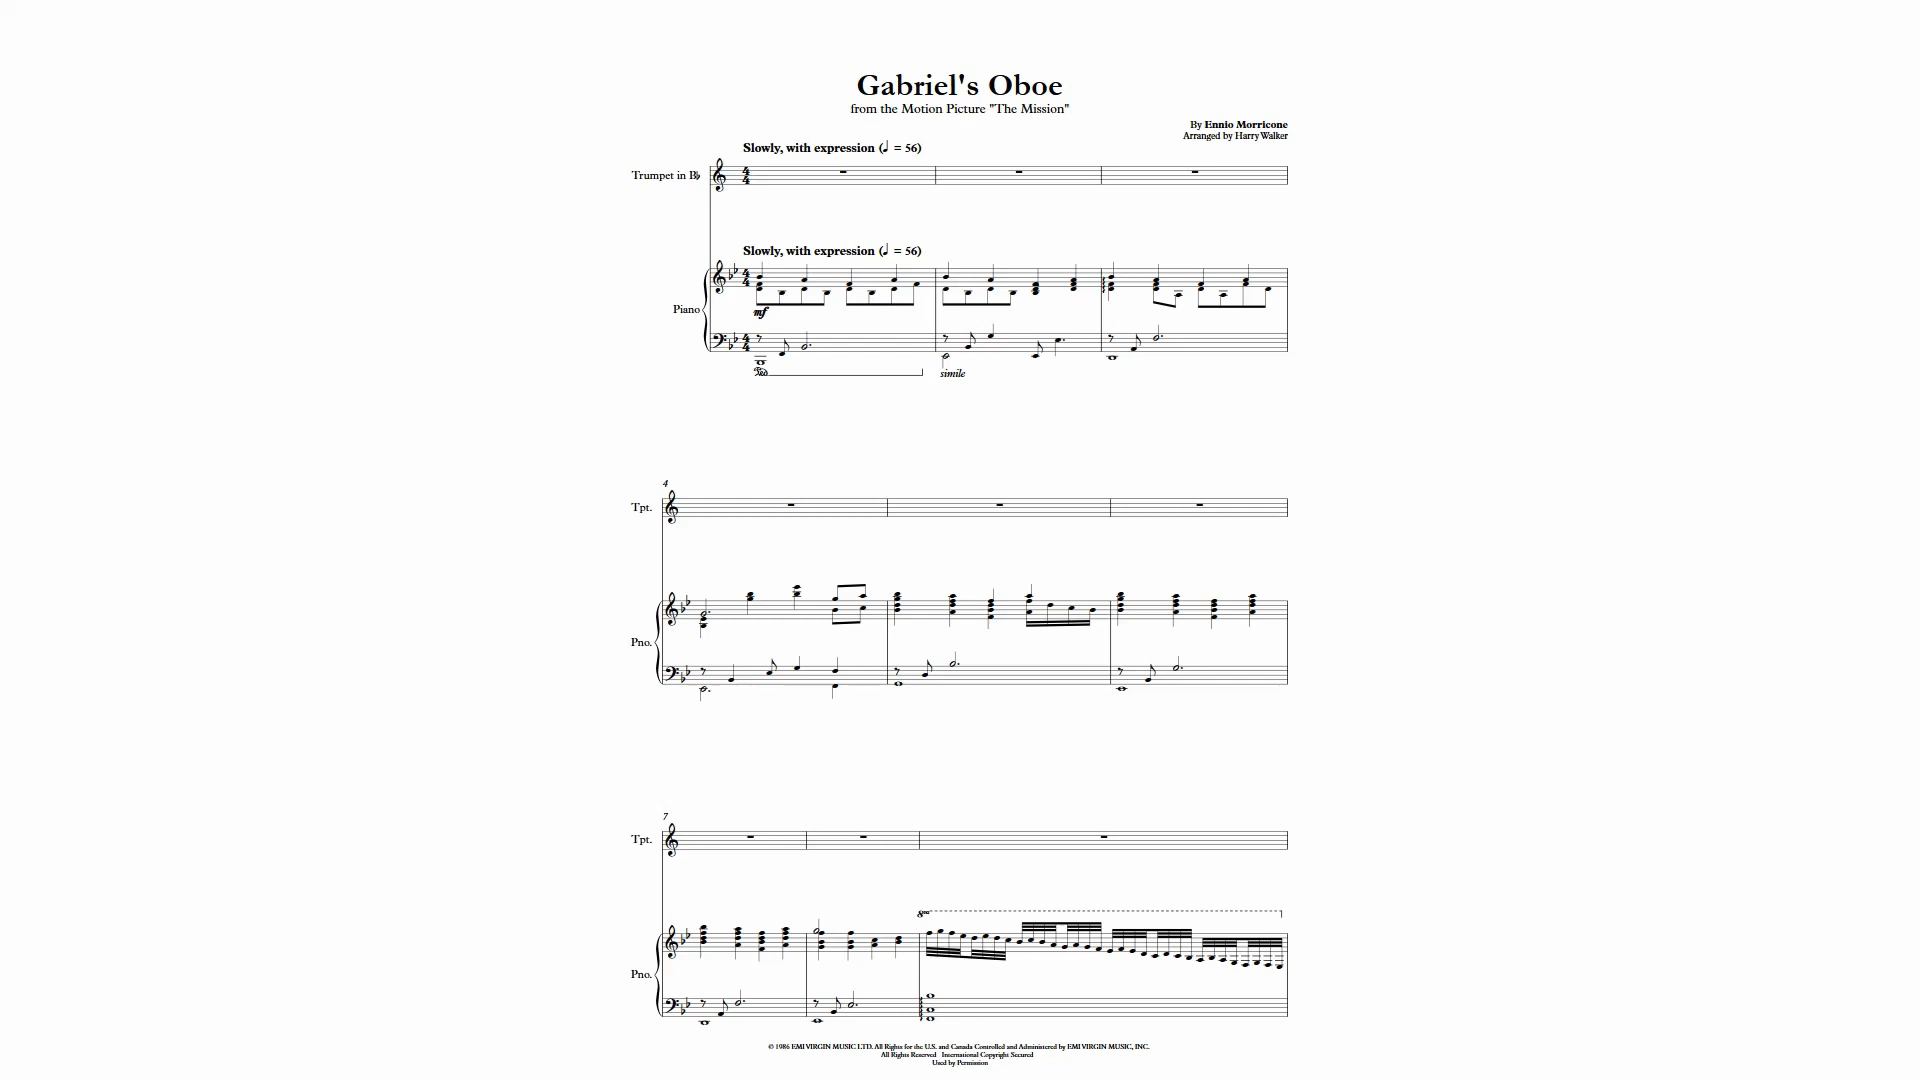 Gabriel's Oboe
from the Motion Picture "The Mission"
By Ennio Morricone
Arranged by Harry Walker
Slowly, with expression (♩ = 56)
Trumpet in B♭
Slowly, with expression (♩ = 56)
Piano
mf
simile
4
Tpt.
Pno.
7
Tpt.
8va
Pno.
© 1986 EMI VIRGIN MUSIC LTD. All Rights for the U.S. and Canada Controlled and Administered by EMI VIRGIN MUSIC, INC.
All Rights Reserved International Copyright Secured
Used by Permission